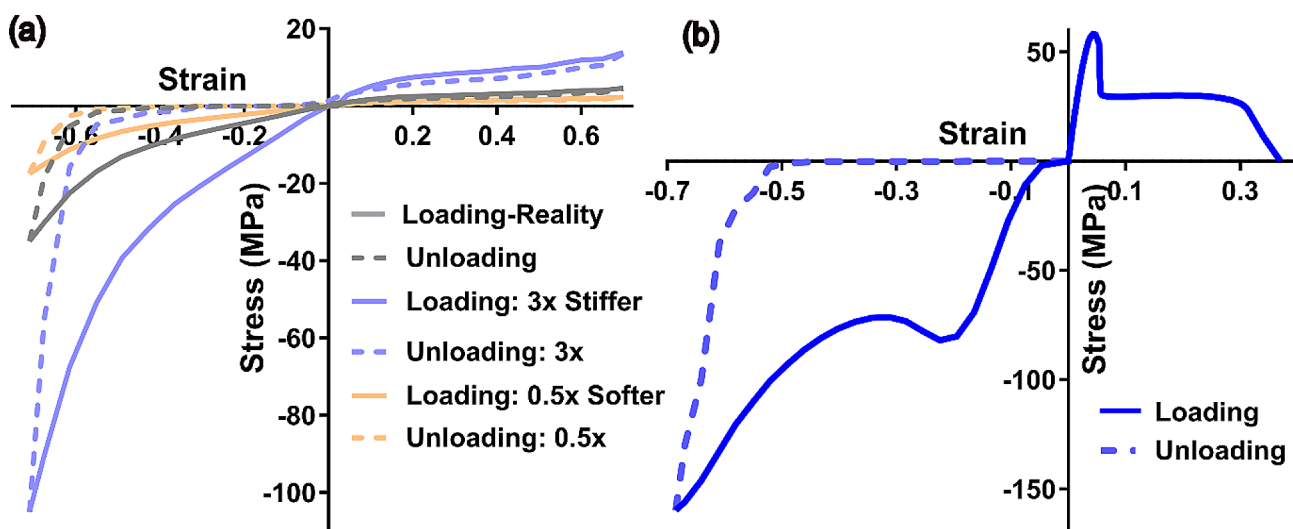 (a)
20
Strain
-0.6
-0.4
-0.2
0.2
0.4
0.6
-20
-40
-60
-80
-100
Stress (MPa)
Loading-Reality
Unloading
Loading: 3x Stiffer
Unloading: 3x
Loading: 0.5x Softer
Unloading: 0.5x
(b)
50
Strain
-0.7
-0.5
-0.3
-0.1
0.1
0.3
-50
-100
-150
Stress (MPa)
Loading
Unloading